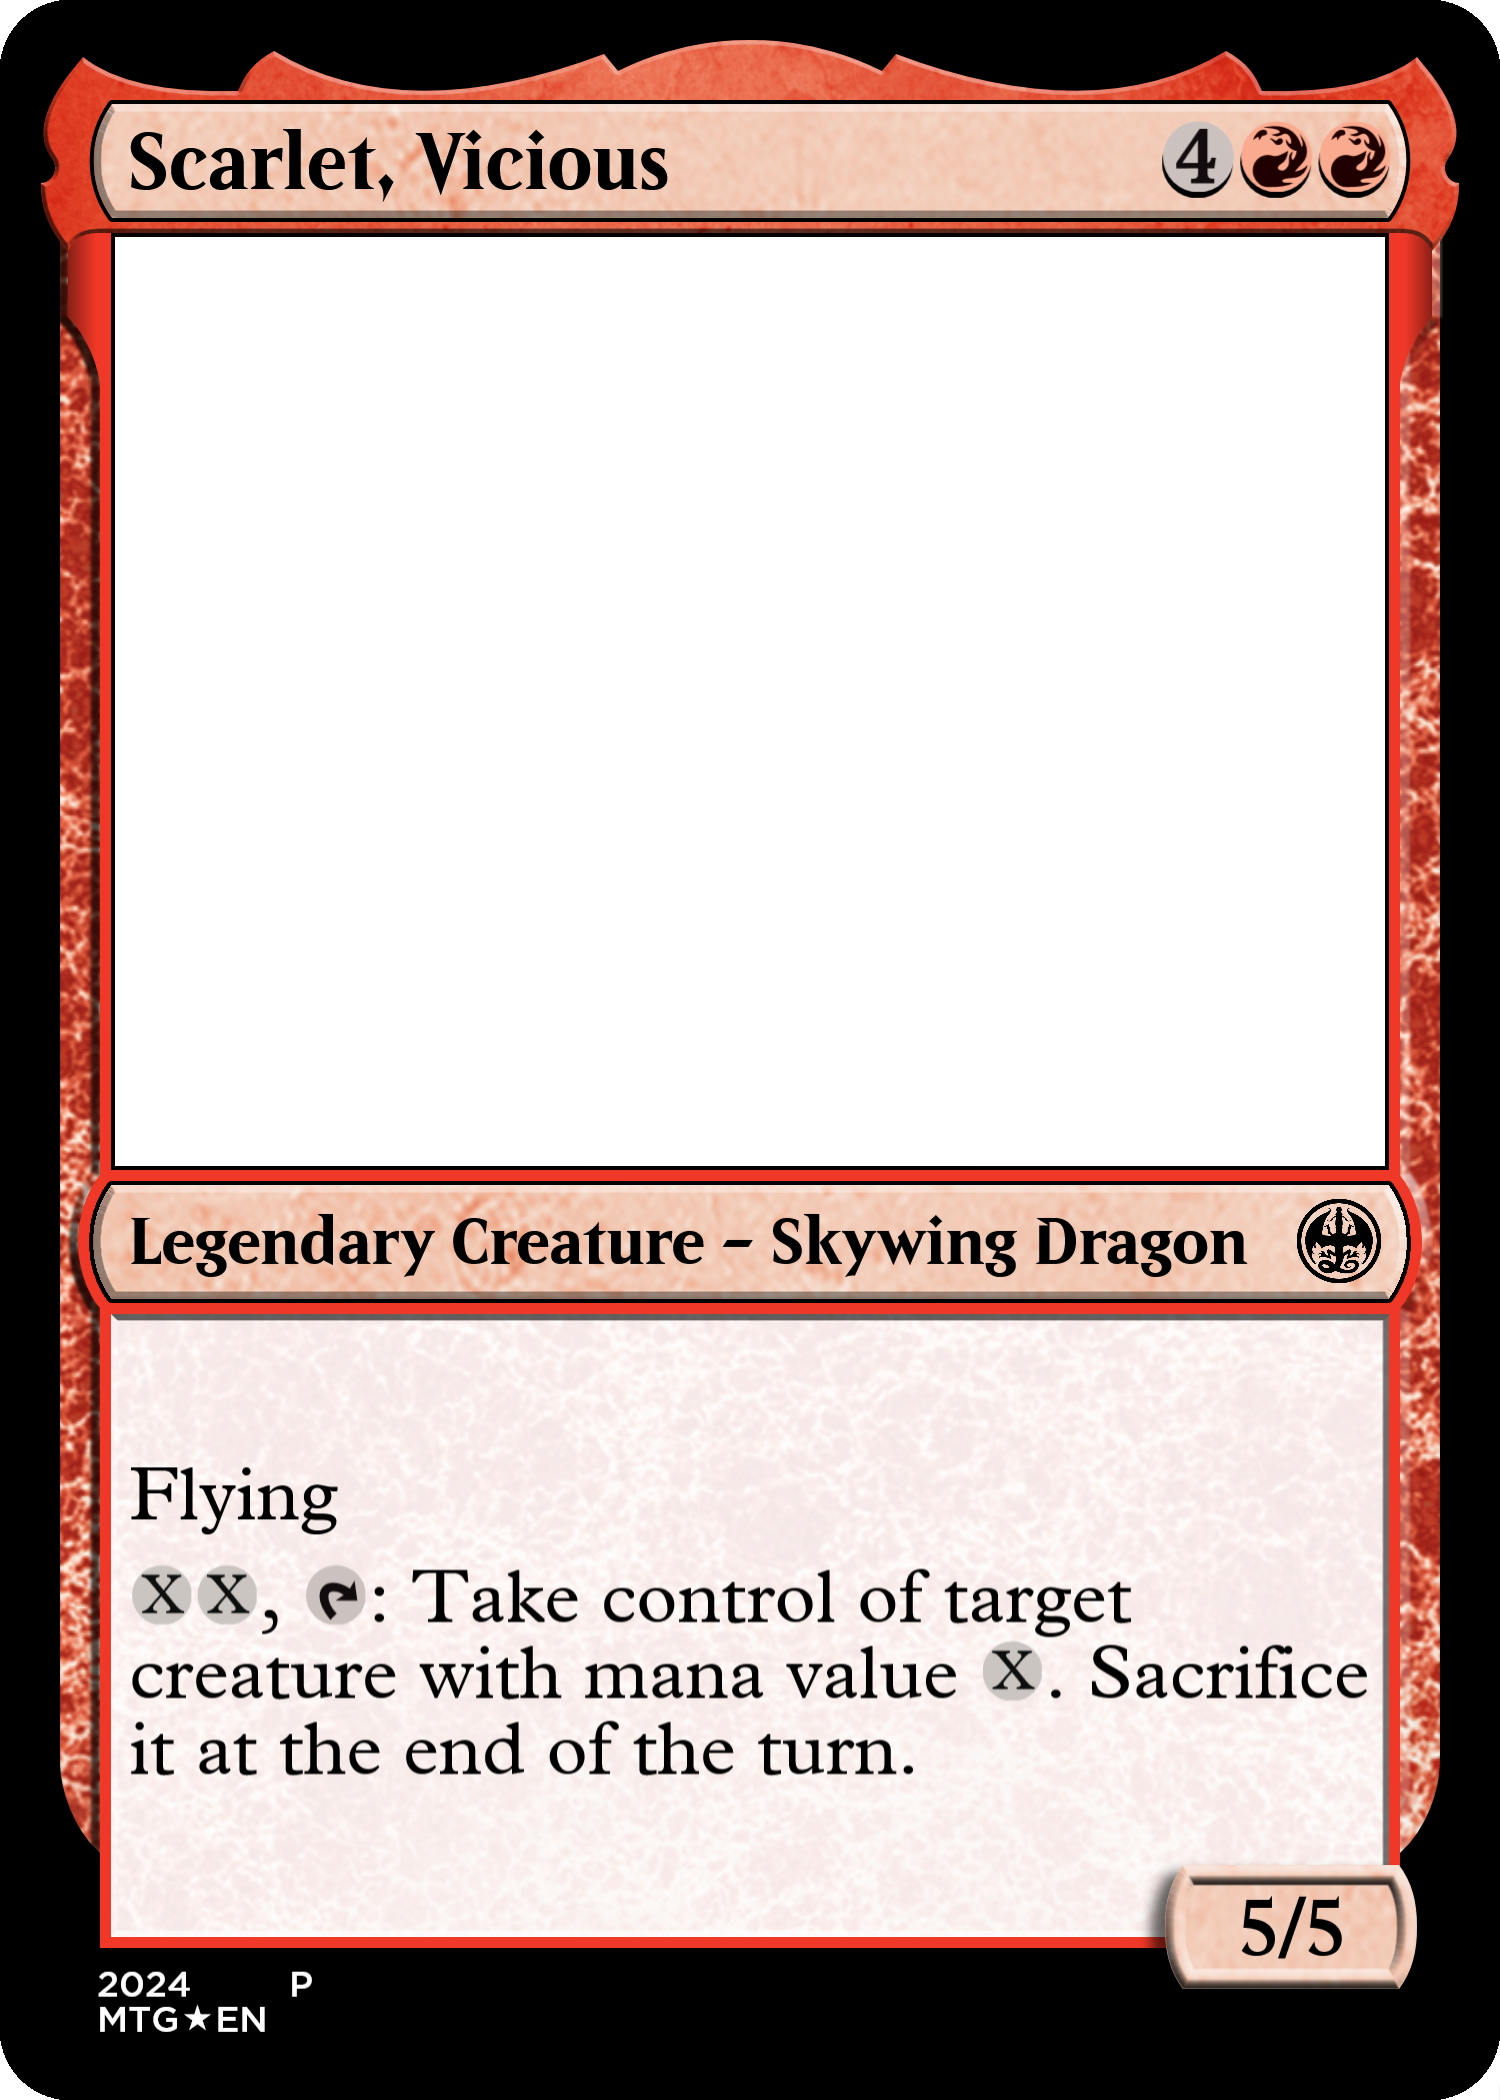 Scarlet, Vicious 4
Legendary Creature – Skywing Dragon
Flying
X X, : Take control of target
creature with mana value X. Sacrifice
it at the end of the turn.
5/5
2024 P
MTG★EN